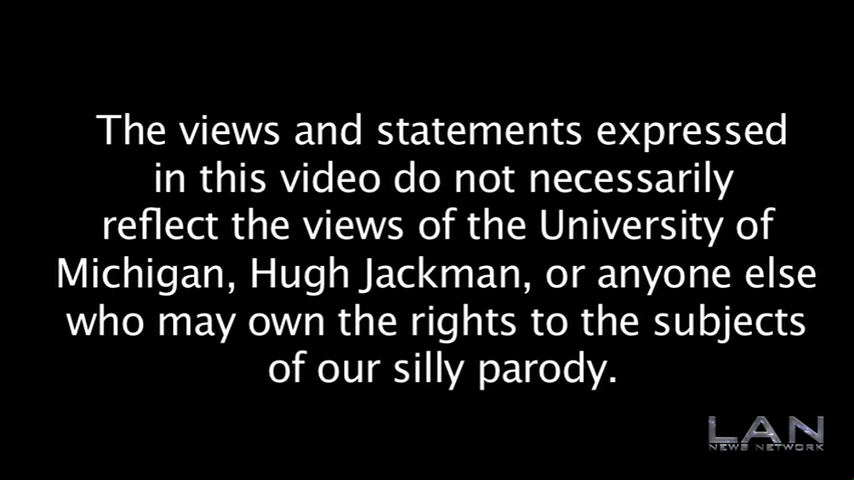 The views and statements expressed
in this video do not necessarily
reflect the views of the University of
Michigan, Hugh Jackman, or anyone else
who may own the rights to the subjects
of our silly parody.
LAN
NEWS NETWORK